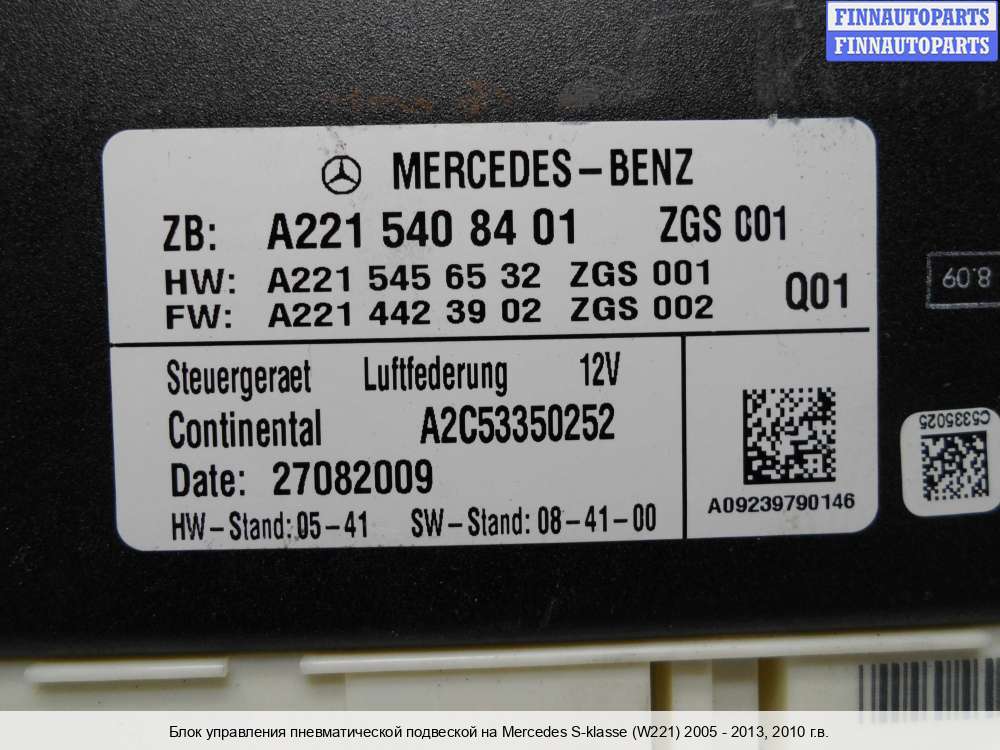 FINNAUTOPARTS
FINNAUTOPARTS
MERCEDES-BENZ
ZB: A221 540 84 01 ZGS 001
HW: A221 545 65 32 ZGS 001
FW: A221 442 39 02 ZGS 002
Q01
8.09
Steuergeraet Luftfederung 12V
Continental A2C53350252
Date: 27082009
HW-Stand:05-41 SW-Stand:08-41-00
A09239790146
C5335025
Блок управления пневматической подвеской на Mercedes S-klasse (W221) 2005 - 2013, 2010 г.в.